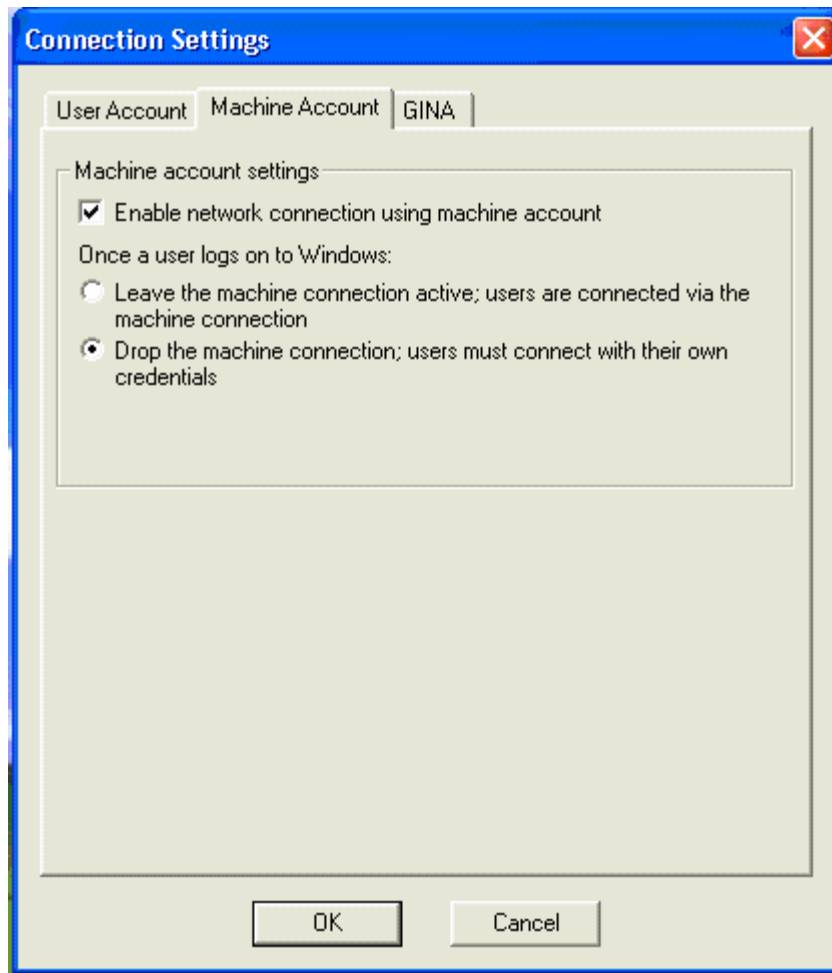 Connection Settings
User Account
Machine Account
GINA
Machine account settings
Enable network connection using machine account
Once a user logs on to Windows:
Leave the machine connection active; users are connected via the
machine connection
Drop the machine connection; users must connect with their own
credentials
OK
Cancel